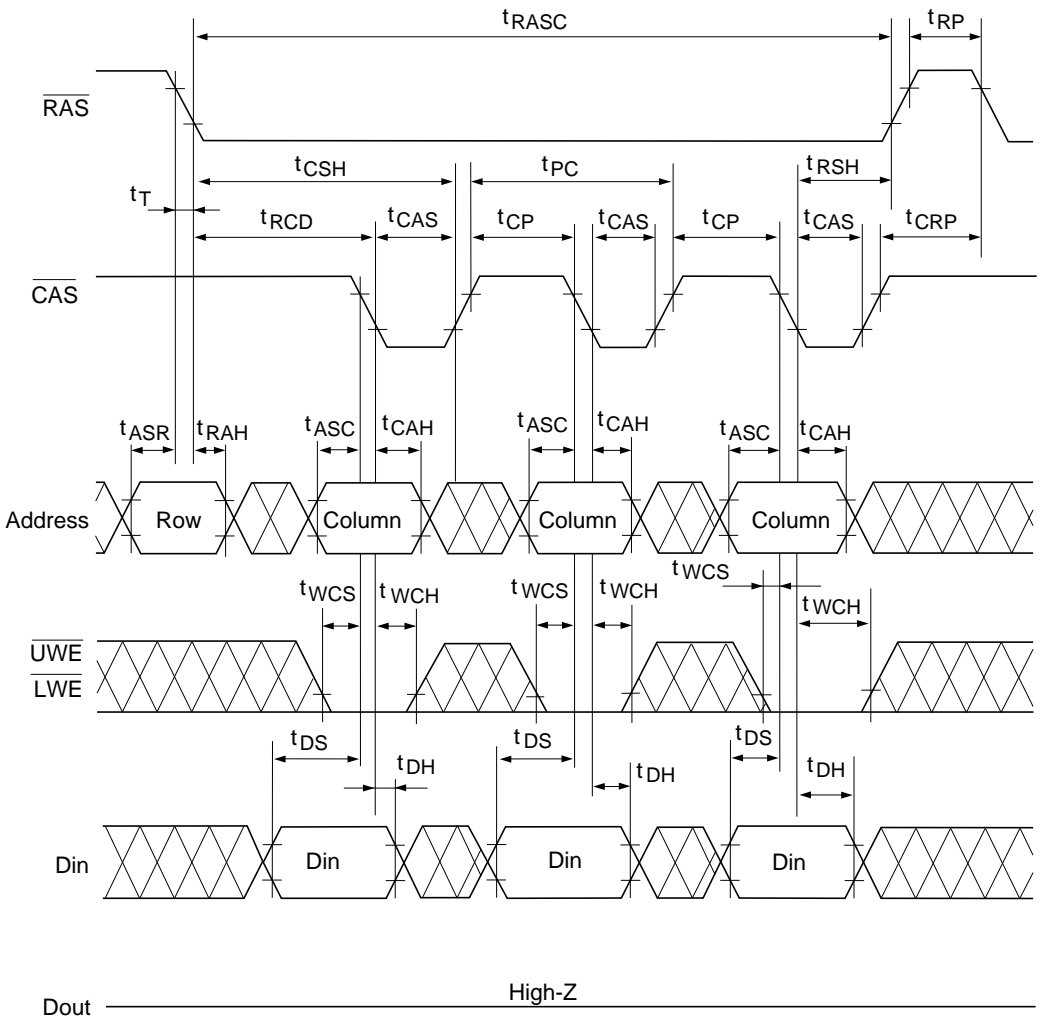 tRASC
tRP
RAS
tCSH
tPC
tRSH
tT
tRCD
tCAS
tCP
tCAS
tCP
tCAS
tCRP
CAS
tASR
tRAH
tASC
tCAH
tASC
tCAH
tASC
tCAH
Address
Row
Column
Column
Column
tWCS
tWCH
tWCS
tWCH
tWCS
tWCH
UWE
LWE
tDS
tDH
tDS
tDH
tDS
tDH
Din
Din
Din
Din
High-Z
Dout